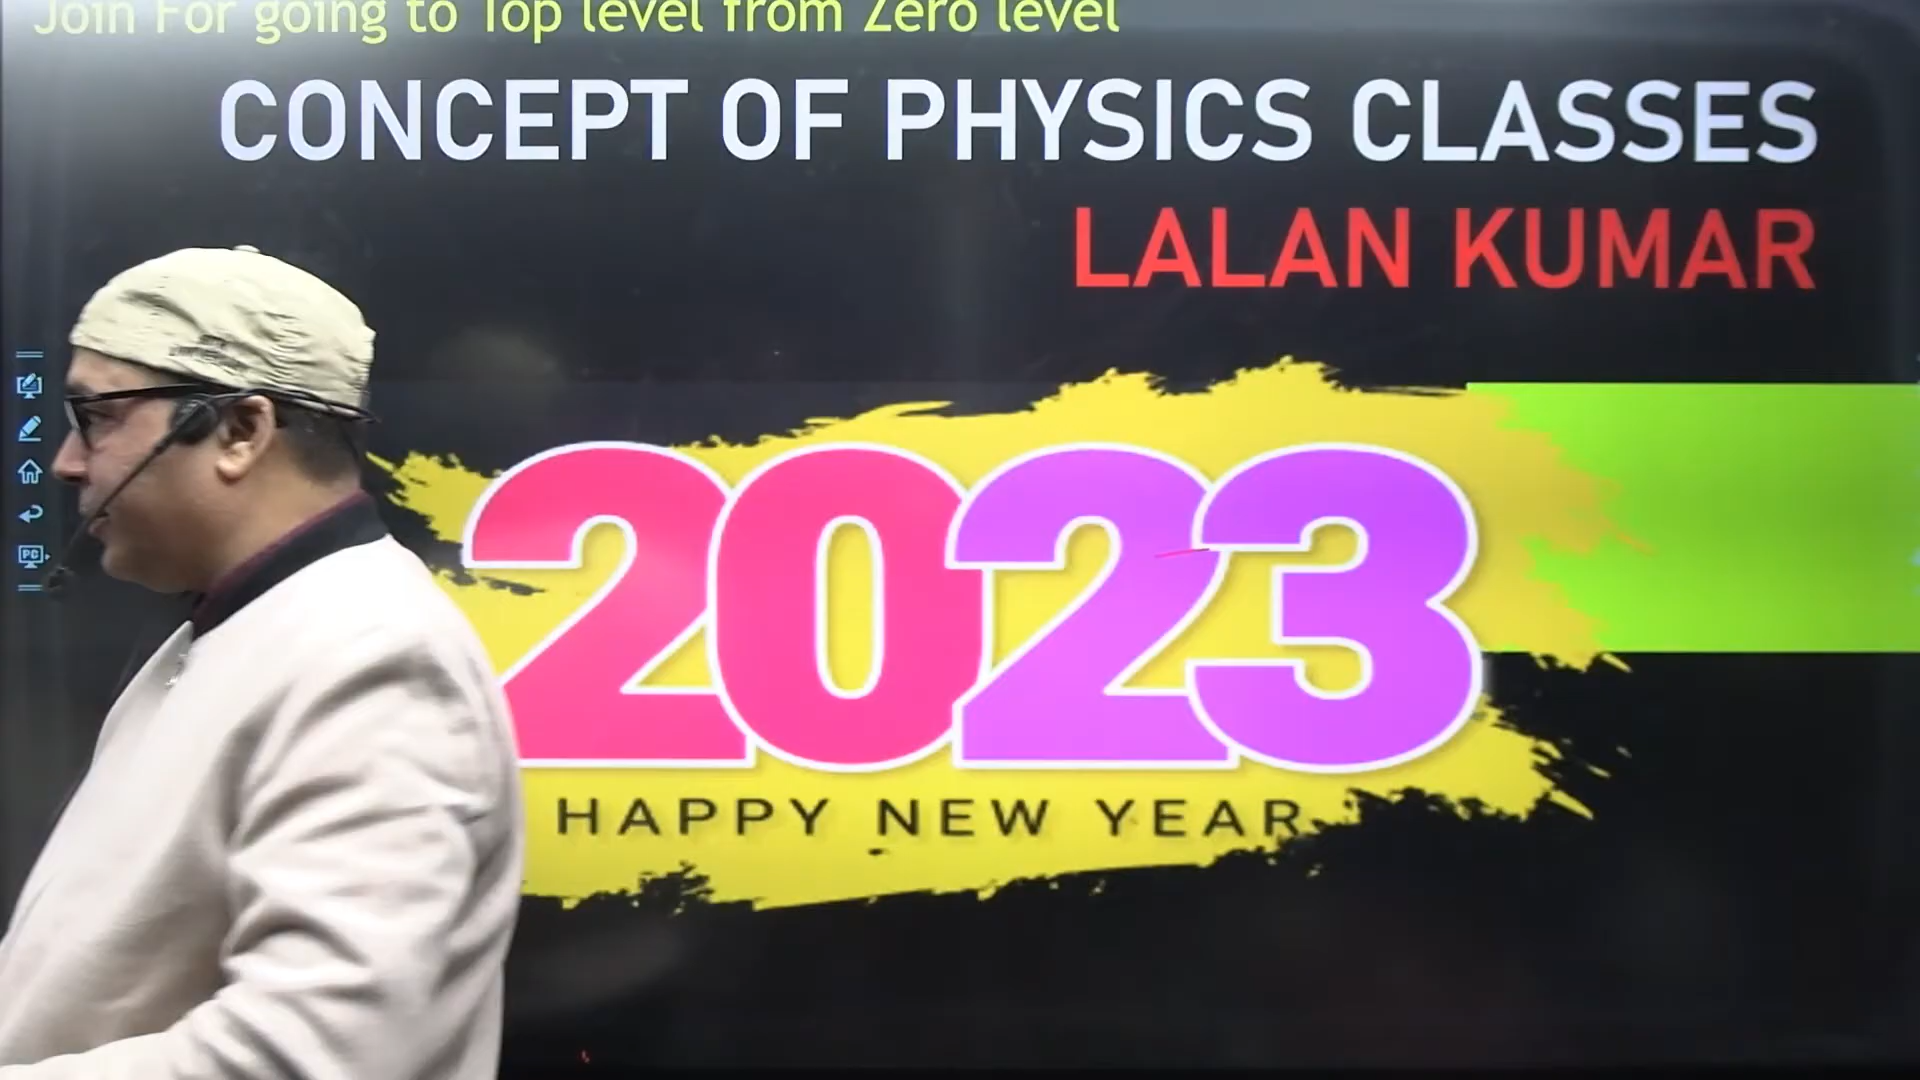 Join For going to Top level from Zero level
CONCEPT OF PHYSICS CLASSES
LALAN KUMAR
2023
HAPPY NEW YEAR
PC